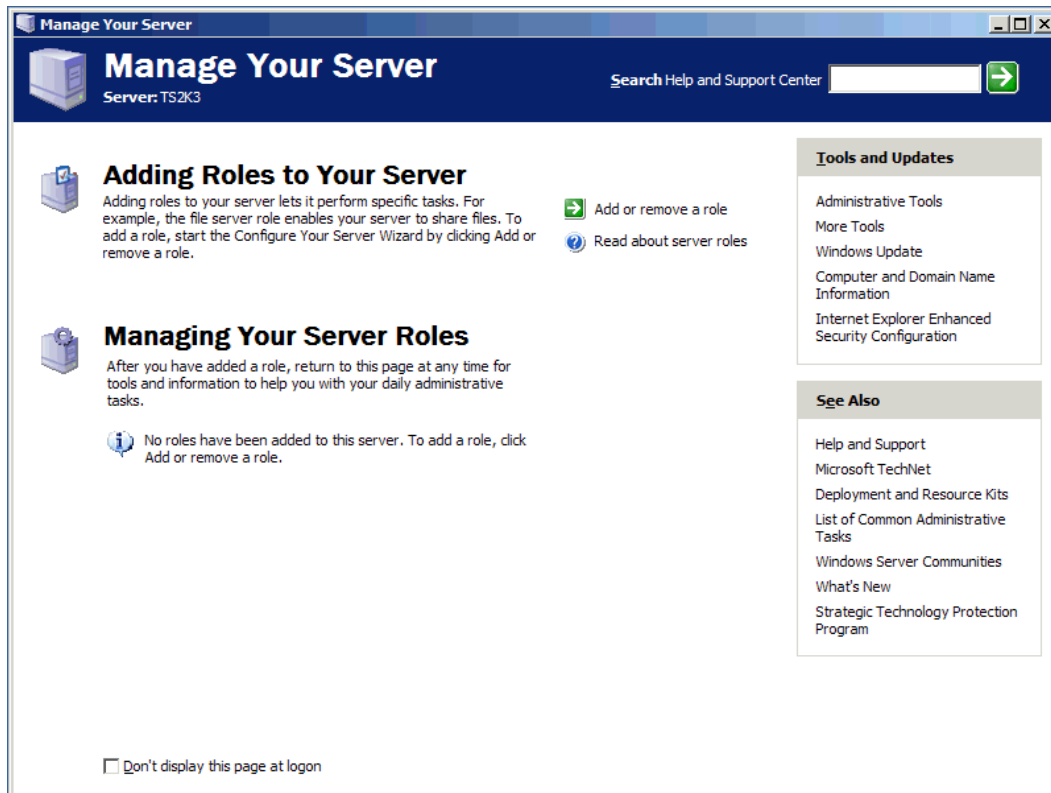 Manage Your Server
Manage Your Server
Server: TS2K3
Search Help and Support Center
Adding Roles to Your Server
Adding roles to your server lets it perform specific tasks. For
example, the file server role enables your server to share files. To
add a role, start the Configure Your Server Wizard by clicking Add or
remove a role.
Add or remove a role
Read about server roles
Managing Your Server Roles
After you have added a role, return to this page at any time for
tools and information to help you with your daily administrative
tasks.
No roles have been added to this server. To add a role, click
Add or remove a role.
Don't display this page at logon
Tools and Updates
Administrative Tools
More Tools
Windows Update
Computer and Domain Name
Information
Internet Explorer Enhanced
Security Configuration
See Also
Help and Support
Microsoft TechNet
Deployment and Resource Kits
List of Common Administrative
Tasks
Windows Server Communities
What's New
Strategic Technology Protection
Program